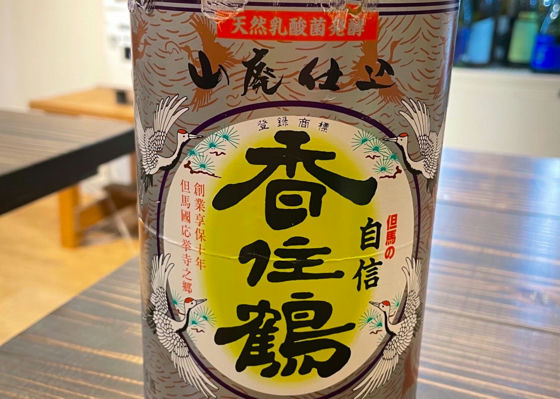 天然乳酸菌発酵
山廃仕込
登録商標
香住鶴
但馬の
自信
創業享保十年
但馬國応挙寺之郷